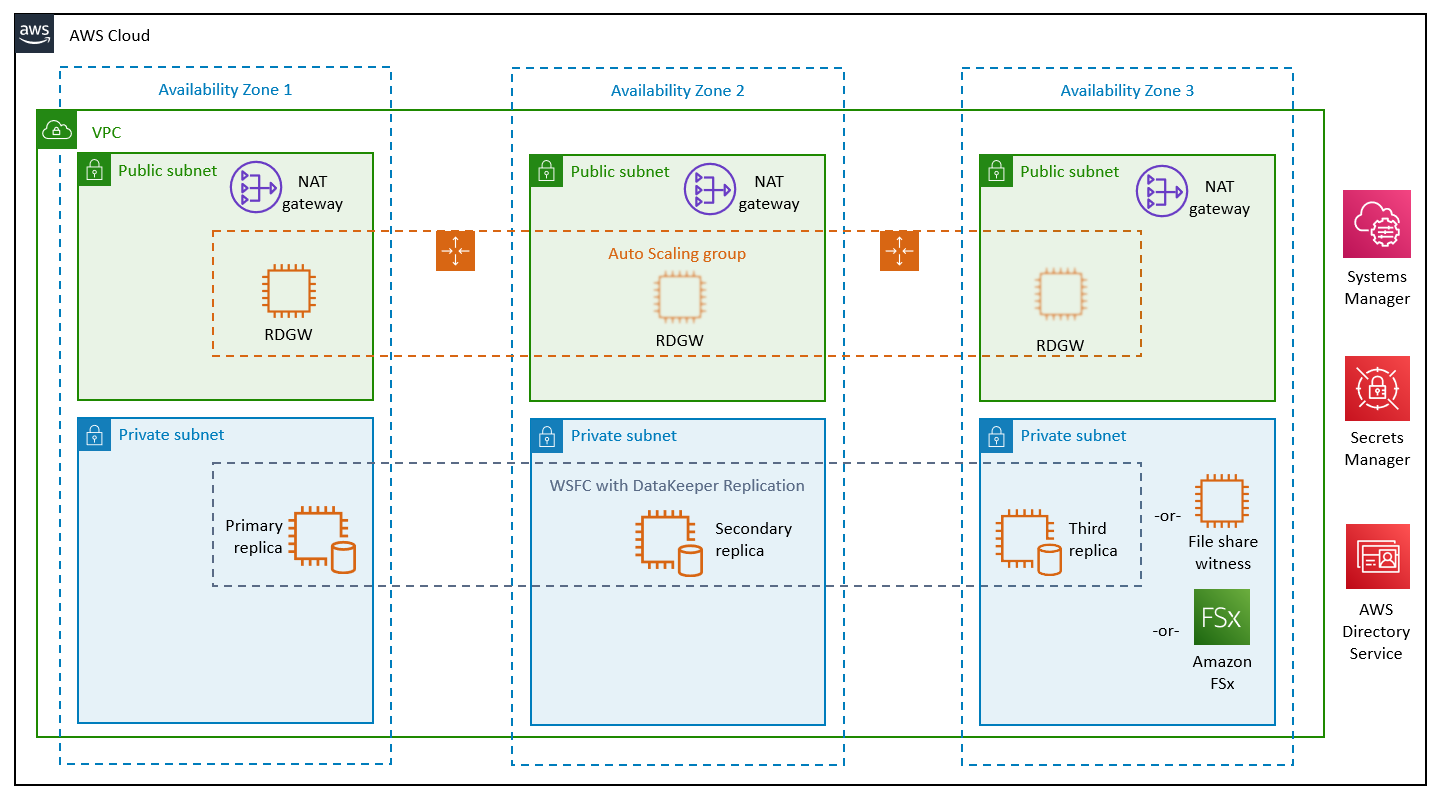 aws
AWS Cloud
Availability Zone 1
Availability Zone 2
Availability Zone 3
VPC
Public subnet
NAT
gateway
Public subnet
NAT
gateway
Public subnet
NAT
gateway
Auto Scaling group
RDGW
RDGW
RDGW
Private subnet
Private subnet
Private subnet
WSFC with DataKeeper Replication
Primary
replica
Secondary
replica
Third
replica
-or-
File share
witness
-or-
FSx
Amazon
FSx
Systems
Manager
Secrets
Manager
AWS
Directory
Service